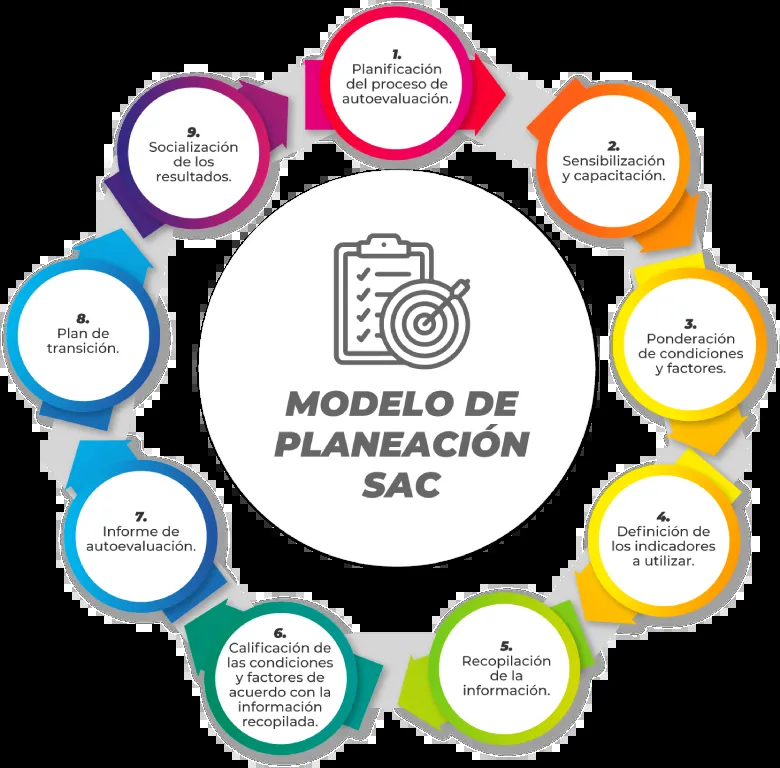 1.
Planificación
del proceso de
autoevaluación.
2.
Sensibilización
y capacitación.
3.
Ponderación
de condiciones
y factores.
4.
Definición de
los indicadores
a utilizar.
5.
Recopilación
de la
información.
6.
Calificación de
las condiciones
y factores de
acuerdo con la
información
recopilada.
7.
Informe de
autoevaluación.
8.
Plan de
transición.
9.
Socialización
de los
resultados.
MODELO DE
PLANEACIÓN
SAC